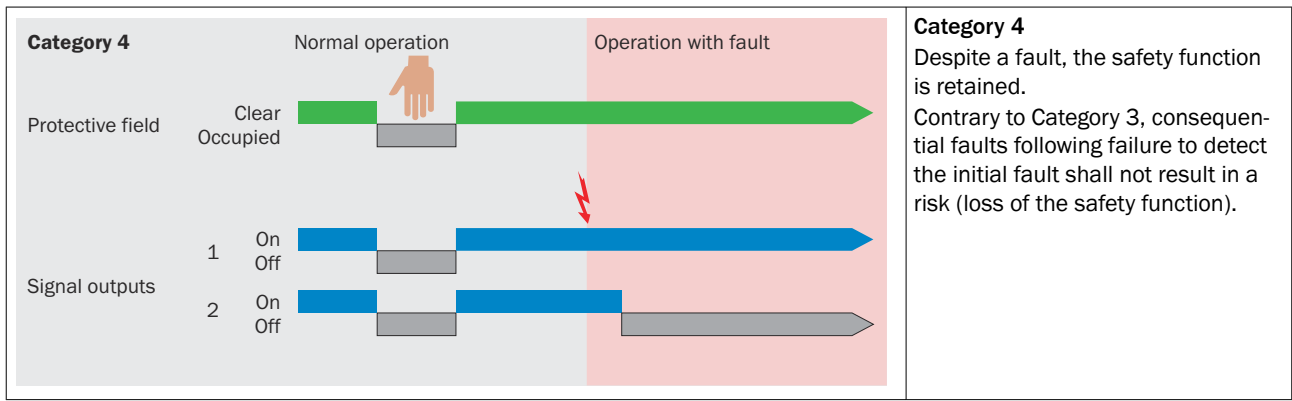 Category 4
Normal operation
Operation with fault
Protective field
Clear
Occupied
Signal outputs
1
On
Off
2
On
Off
Category 4
Despite a fault, the safety function
is retained.
Contrary to Category 3, consequen-
tial faults following failure to detect
the initial fault shall not result in a
risk (loss of the safety function).